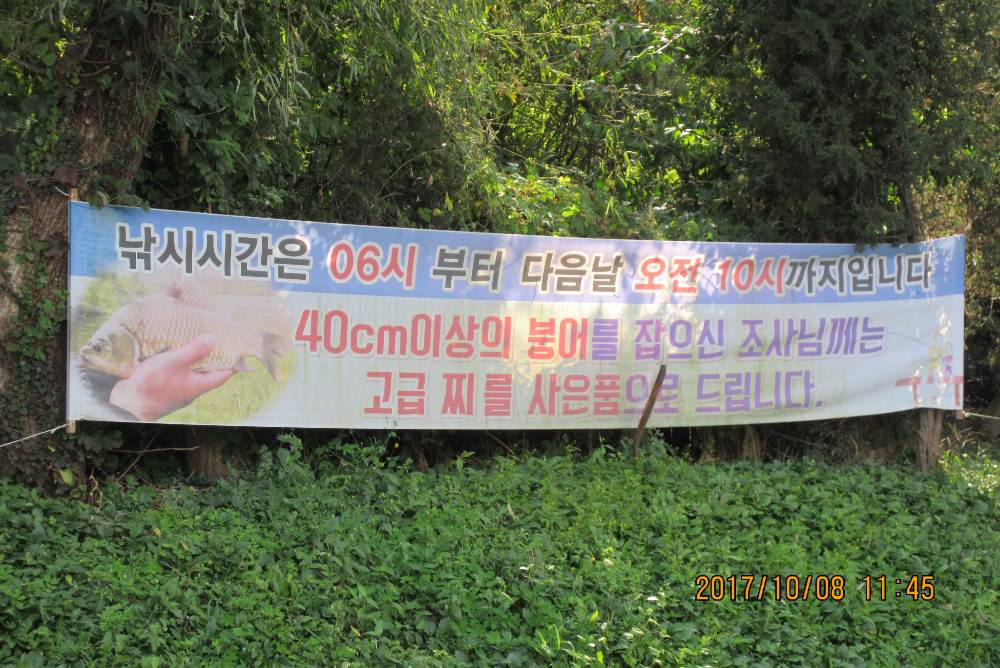 낚시시간은 06시 부터 다음날 오전 10시까지입니다
40cm이상의 붕어를 잡으신 조사님께는
고급 찌를 사은품으로 드립니다.
2017/10/08 11:45